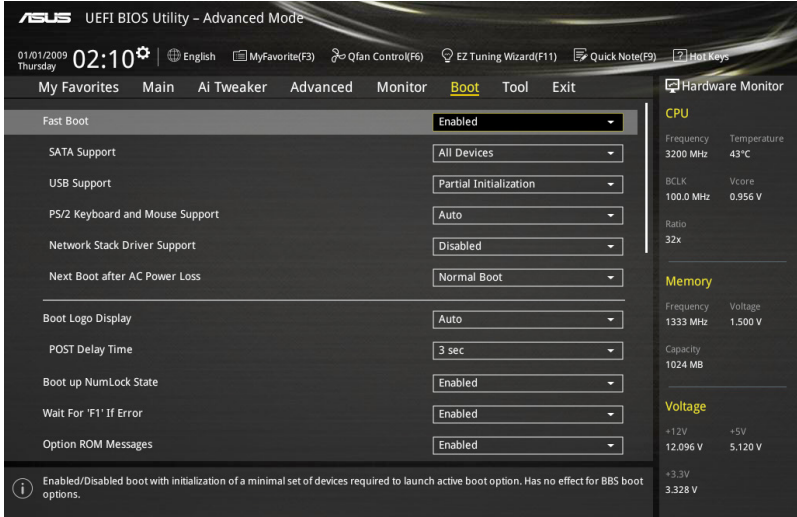 ASUS UEFI BIOS Utility – Advanced Mode
01/01/2009
Thursday
02:10
English
MyFavorite(F3)
Qfan Control(F6)
EZ Tuning Wizard(F11)
Quick Note(F9)
? Hot Keys
My Favorites Main Ai Tweaker Advanced Monitor Boot Tool Exit
Fast Boot Enabled
SATA Support All Devices
USB Support Partial Initialization
PS/2 Keyboard and Mouse Support Auto
Network Stack Driver Support Disabled
Next Boot after AC Power Loss Normal Boot
Boot Logo Display Auto
POST Delay Time 3 sec
Boot up NumLock State Enabled
Wait For 'F1' If Error Enabled
Option ROM Messages Enabled
i
Enabled/Disabled boot with initialization of a minimal set of devices required to launch active boot option. Has no effect for BBS boot
options.
Hardware Monitor
CPU
Frequency Temperature
3200 MHz 43°C
BCLK Vcore
100.0 MHz 0.956 V
Ratio
32x
Memory
Frequency Voltage
1333 MHz 1.500 V
Capacity
1024 MB
Voltage
+12V +5V
12.096 V 5.120 V
+3.3V
3.328 V